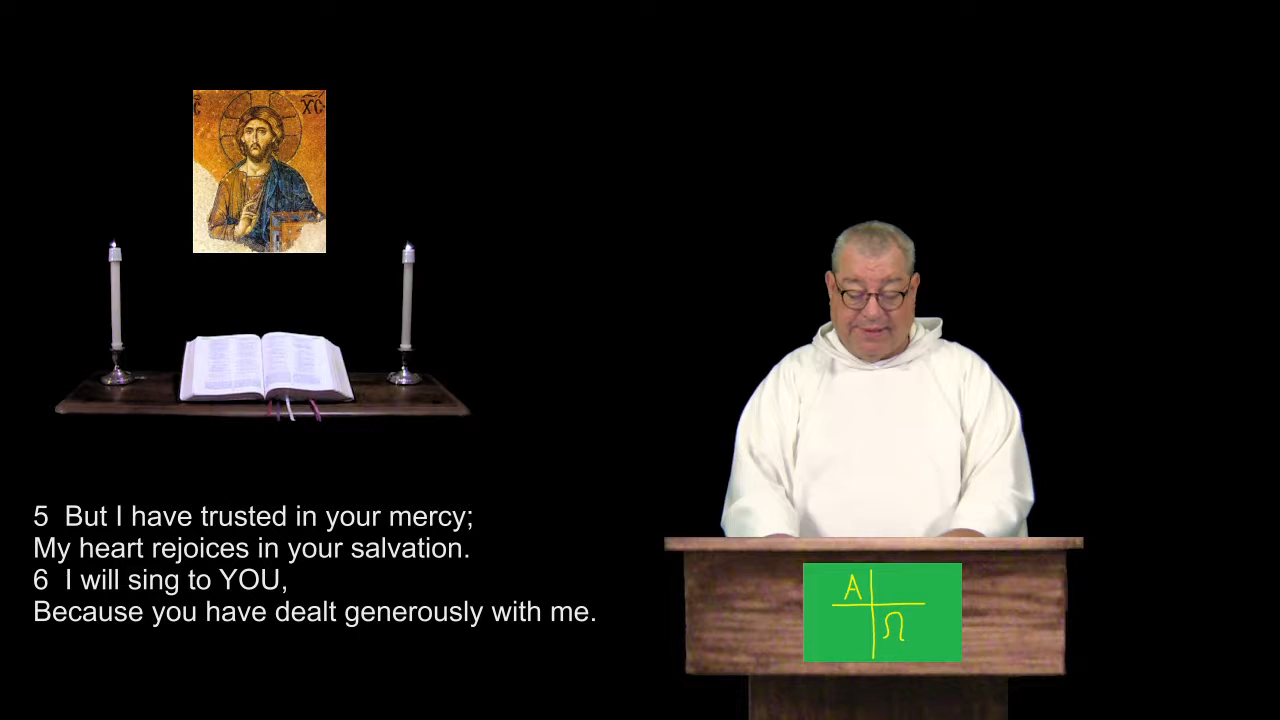 XC
5 But I have trusted in your mercy;
My heart rejoices in your salvation.
6 I will sing to YOU,
Because you have dealt generously with me.
Α
Ω